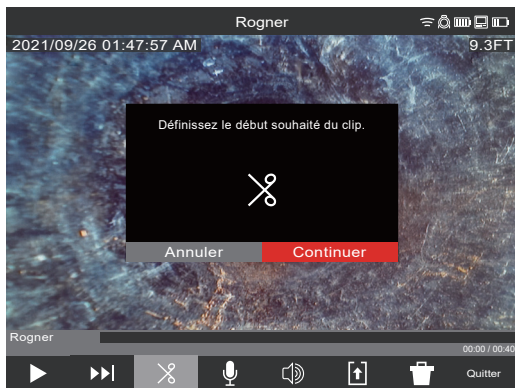 Rogner
2021/09/26 01:47:57 AM
9.3FT
Définissez le début souhaité du clip.
Annuler
Continuer
Rogner
00:00 / 00:40
Quitter